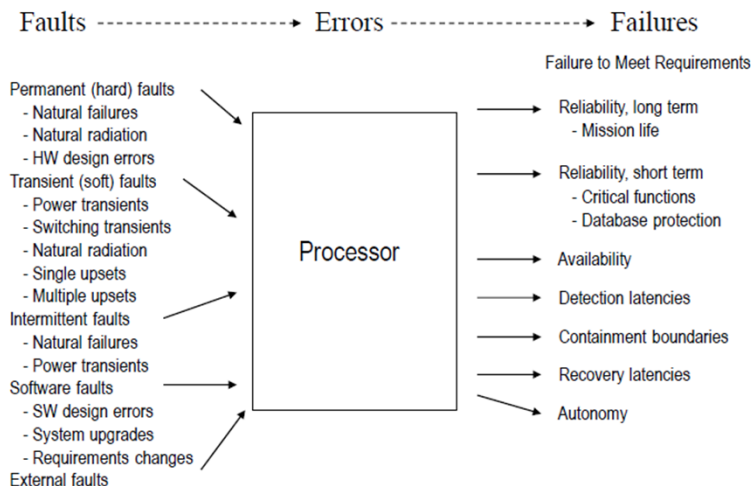 Faults
Errors
Failures
Failure to Meet Requirements
Permanent (hard) faults
- Natural failures
- Natural radiation
- HW design errors
Transient (soft) faults
- Power transients
- Switching transients
- Natural radiation
- Single upsets
- Multiple upsets
Intermittent faults
- Natural failures
- Power transients
Software faults
- SW design errors
- System upgrades
- Requirements changes
External faults
Processor
Reliability, long term
- Mission life
Reliability, short term
- Critical functions
- Database protection
Availability
Detection latencies
Containment boundaries
Recovery latencies
Autonomy